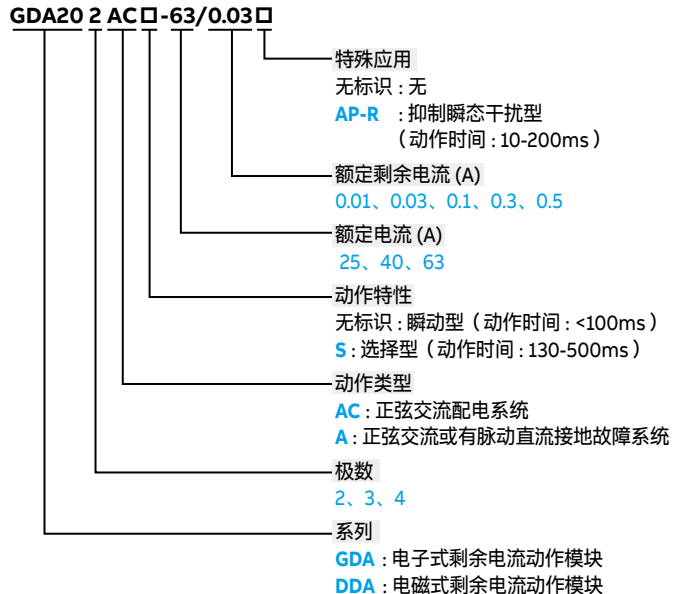 GDA20 2 AC□-63/0.03□
特殊应用
无标识：无
AP-R ：抑制瞬态干扰型
（动作时间：10-200ms）
额定剩余电流 (A)
0.01、0.03、0.1、0.3、0.5
额定电流 (A)
25、40、63
动作特性
无标识：瞬动型（动作时间：<100ms）
S：选择型（动作时间：130-500ms）
动作类型
AC：正弦交流配电系统
A：正弦交流或有脉动直流接地故障系统
极数
2、3、4
系列
GDA：电子式剩余电流动作模块
DDA：电磁式剩余电流动作模块